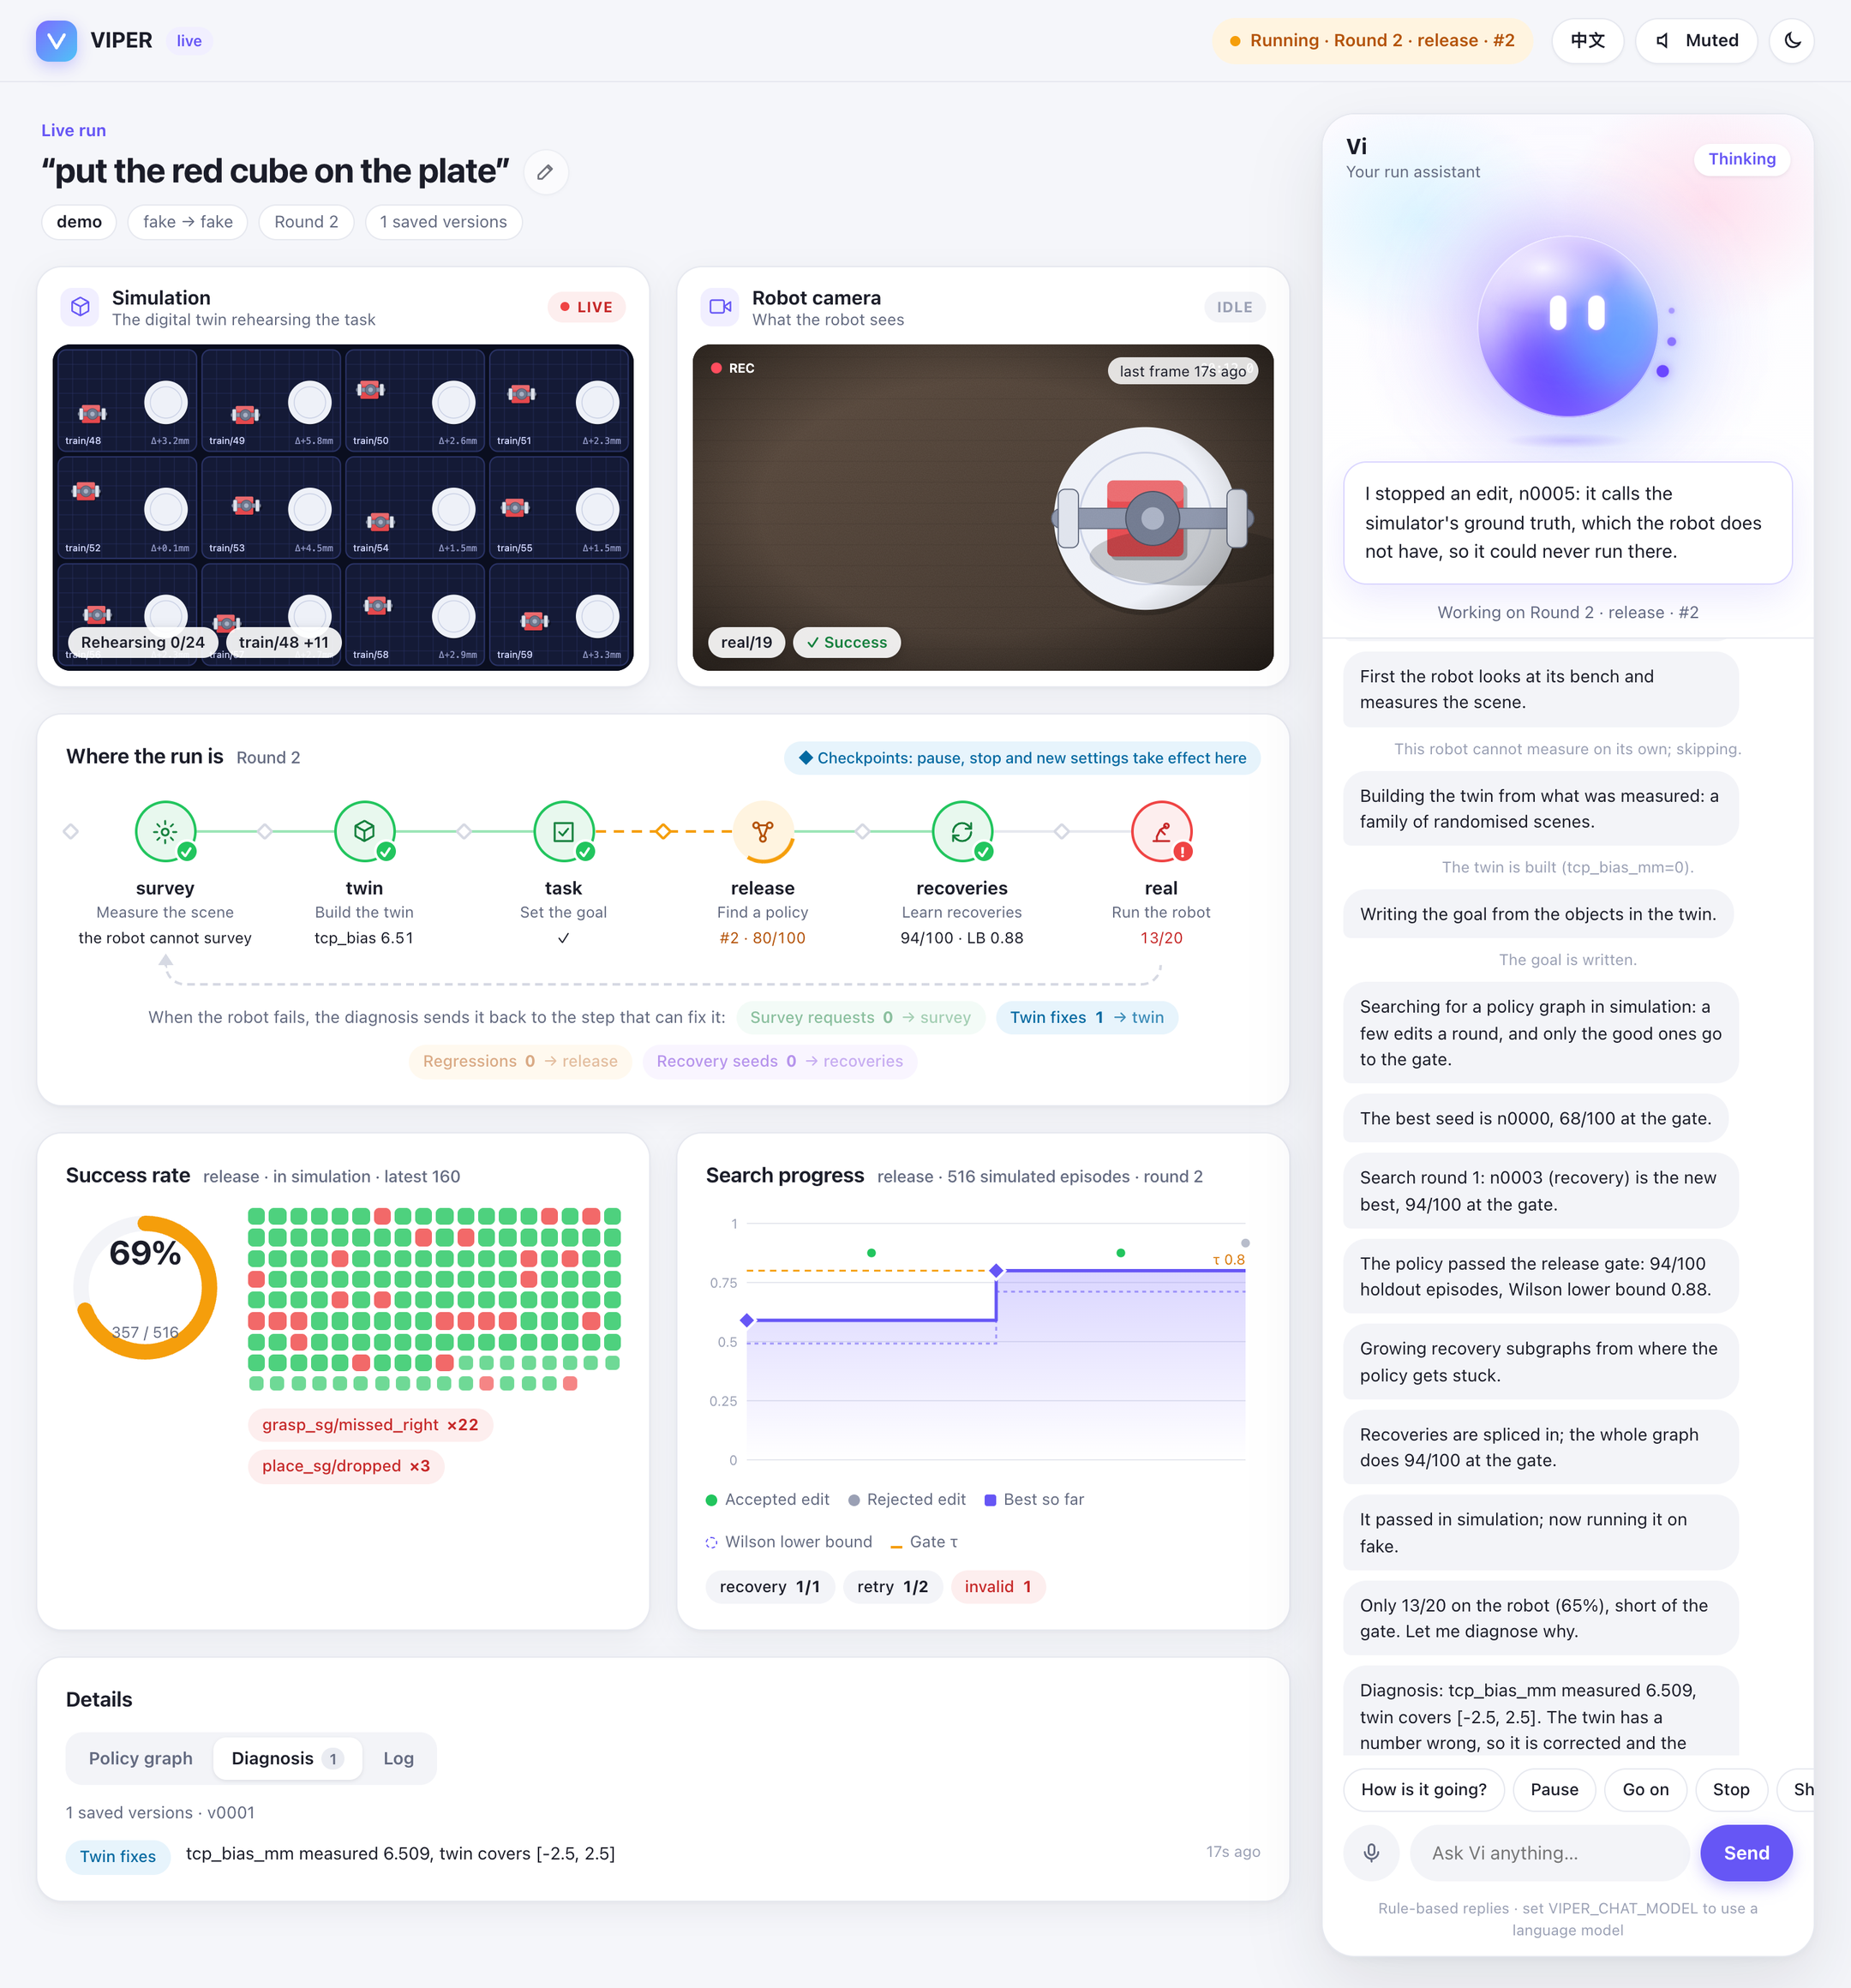 VIPER live
Running · Round 2 · release · #2
中文
Muted
Live run
“put the red cube on the plate”
demo
fake → fake
Round 2
1 saved versions
Simulation
The digital twin rehearsing the task
LIVE
train/48 Δ+3.2mm
train/49 Δ+5.8mm
train/50 Δ+2.6mm
train/51 Δ+2.3mm
train/52 Δ+0.1mm
train/53 Δ+4.5mm
train/54 Δ+1.5mm
train/55 Δ+1.5mm
train/58 Δ+2.9mm
train/59 Δ+3.3mm
Rehearsing 0/24
train/48 +11
Robot camera
What the robot sees
IDLE
REC
last frame 17s ago
real/19
✓ Success
Where the run is Round 2
Checkpoints: pause, stop and new settings take effect here
survey
Measure the scene
the robot cannot survey
twin
Build the twin
tcp_bias 6.51
task
Set the goal
✓
release
Find a policy
#2 · 80/100
recoveries
Learn recoveries
94/100 · LB 0.88
real
Run the robot
13/20
When the robot fails, the diagnosis sends it back to the step that can fix it:
Survey requests 0 → survey
Twin fixes 1 → twin
Regressions 0 → release
Recovery seeds 0 → recoveries
Success rate release · in simulation · latest 160
69%
357 / 516
grasp_sg/missed_right ×22
place_sg/dropped ×3
Search progress release · 516 simulated episodes · round 2
1
0.75
0.5
0.25
0
τ 0.8
Accepted edit
Rejected edit
Best so far
Wilson lower bound
Gate τ
recovery 1/1
retry 1/2
invalid 1
Details
Policy graph
Diagnosis 1
Log
1 saved versions · v0001
Twin fixes
tcp_bias_mm measured 6.509, twin covers [-2.5, 2.5]
17s ago
Vi
Your run assistant
Thinking
I stopped an edit, n0005: it calls the
simulator's ground truth, which the robot does
not have, so it could never run there.
Working on Round 2 · release · #2
First the robot looks at its bench and
measures the scene.
This robot cannot measure on its own; skipping.
Building the twin from what was measured: a
family of randomised scenes.
The twin is built (tcp_bias_mm=0).
Writing the goal from the objects in the twin.
The goal is written.
Searching for a policy graph in simulation: a
few edits a round, and only the good ones go
to the gate.
The best seed is n0000, 68/100 at the gate.
Search round 1: n0003 (recovery) is the new
best, 94/100 at the gate.
The policy passed the release gate: 94/100
holdout episodes, Wilson lower bound 0.88.
Growing recovery subgraphs from where the
policy gets stuck.
Recoveries are spliced in; the whole graph
does 94/100 at the gate.
It passed in simulation; now running it on
fake.
Only 13/20 on the robot (65%), short of the
gate. Let me diagnose why.
Diagnosis: tcp_bias_mm measured 6.509,
twin covers [-2.5, 2.5]. The twin has a
number wrong, so it is corrected and the
How is it going?
Pause
Go on
Stop
Sh
Ask Vi anything...
Send
Rule-based replies · set VIPER_CHAT_MODEL to use a
language model